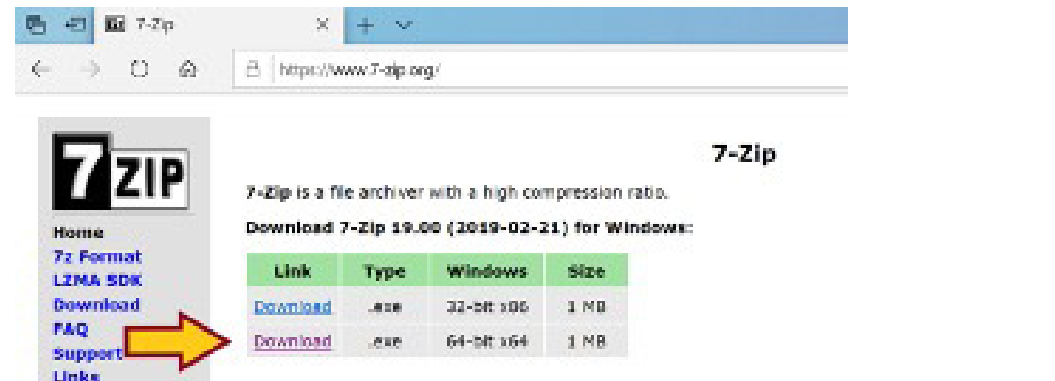 7-Zip
https://www.7-zip.org/
7 ZIP
Home
7z Format
LZMA SDK
Download
FAQ
Support
Links
7-Zip
7-Zip is a file archiver with a high compression ratio.
Download 7-Zip 19.00 (2019-02-21) for Windows:
Link Type Windows Size
Download .exe 32-bit x86 1 MB
Download .exe 64-bit x64 1 MB